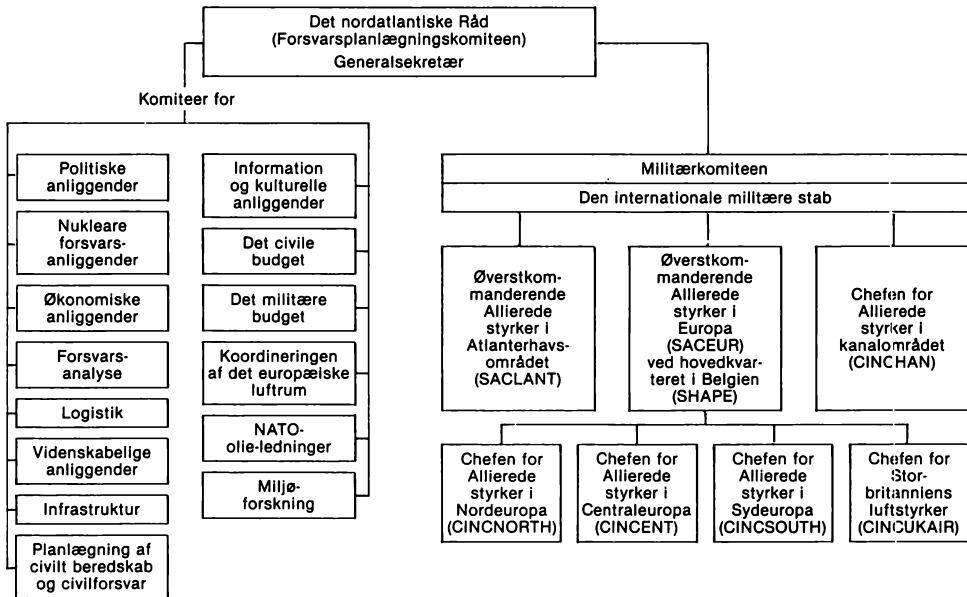 Det nordatlantiske Råd
(Forsvarsplanlægningskomiteen)
Generalsekretær
Komiteer for
Politiske
anliggender
Nukleare
forsvars-
anliggender
Økonomiske
anliggender
Forsvars-
analyse
Logistik
Videnskabelige
anliggender
Infrastruktur
Planlægning af
civilt beredskab
og civilforsvar
Information
og kulturelle
anliggender
Det civile
budget
Det militære
budget
Koordineringen
af det europælske
luftrum
NATO-
olie-ledninger
Miljø-
forskning
Militærkomiteen
Den internationale militære stab
Øverstkom-
manderende
Allierede
styrker i
Atlanterhavs-
området
(SACLANT)
Øverstkom-
manderende
Allierede
styrker i
Europa
(SACEUR)
ved hovedkvar-
teret i Belgien
(SHAPE)
Chefen for
Allierede
styrker i
kanalområdet
(CINCHAN)
Chefen for
Allierede
styrker i
Nordeuropa
(CINCNORTH)
Chefen for
Allierede
styrker i
Centraleuropa
(CINCENT)
Chefen for
Allierede
styrker i
Sydeuropa
(CINCSOUTH)
Chefen for
Stor-
britanniens
luftstyrker
(CINCUKAIR)